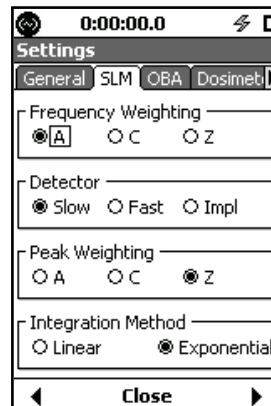 0:00:00.0
Settings
General SLM OBA Dosimet
Frequency Weighting
A C Z
Detector
Slow Fast Impl
Peak Weighting
A C Z
Integration Method
Linear Exponential
Close